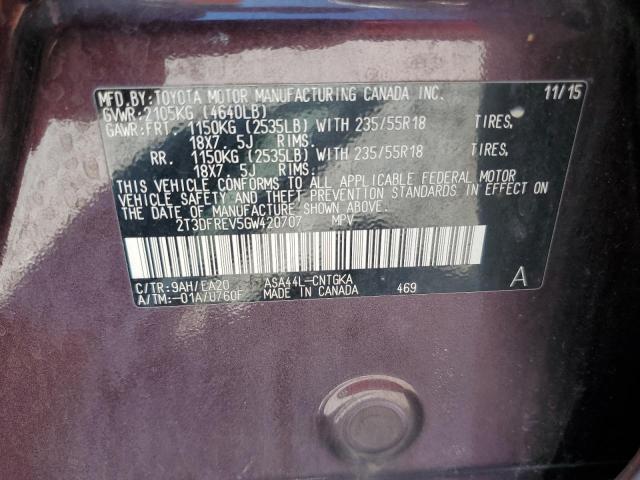 MFD.BY:TOYOTA MOTOR MANUFACTURING CANADA INC. 11/15
GVWR:2105KG (4640LB)
GAWR:FRT. 1150KG (2535LB) WITH 235/55R18 TIRES,
18X7.5J RIMS.
RR. 1150KG (2535LB) WITH 235/55R18 TIRES,
18X7.5J RIMS.
THIS VEHICLE CONFORMS TO ALL APPLICABLE FEDERAL MOTOR
VEHICLE SAFETY AND THEFT-PREVENTION STANDARDS IN EFFECT ON
THE DATE OF MANUFACTURE SHOWN ABOVE.
2T3DFREV5GW420707 MPV
C/TR:9AH/EA20 ASA44L-CNTGKA A
A/TM:-01A/U760F MADE IN CANADA 469